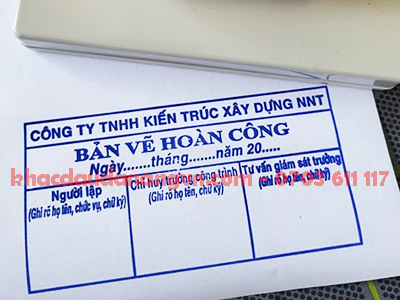 CÔNG TY TNHH KIẾN TRÚC XÂY DỰNG NNT
BẢN VẼ HOÀN CÔNG
Ngày.......tháng.......năm 20.....
Người lập
(Ghi rõ họ tên, chức vụ, chữ ký)
Chỉ huy trưởng công trình
(Ghi rõ họ tên, chữ ký)
Tư vấn giám sát trưởng
(Ghi rõ họ tên, chữ ký)
611 117